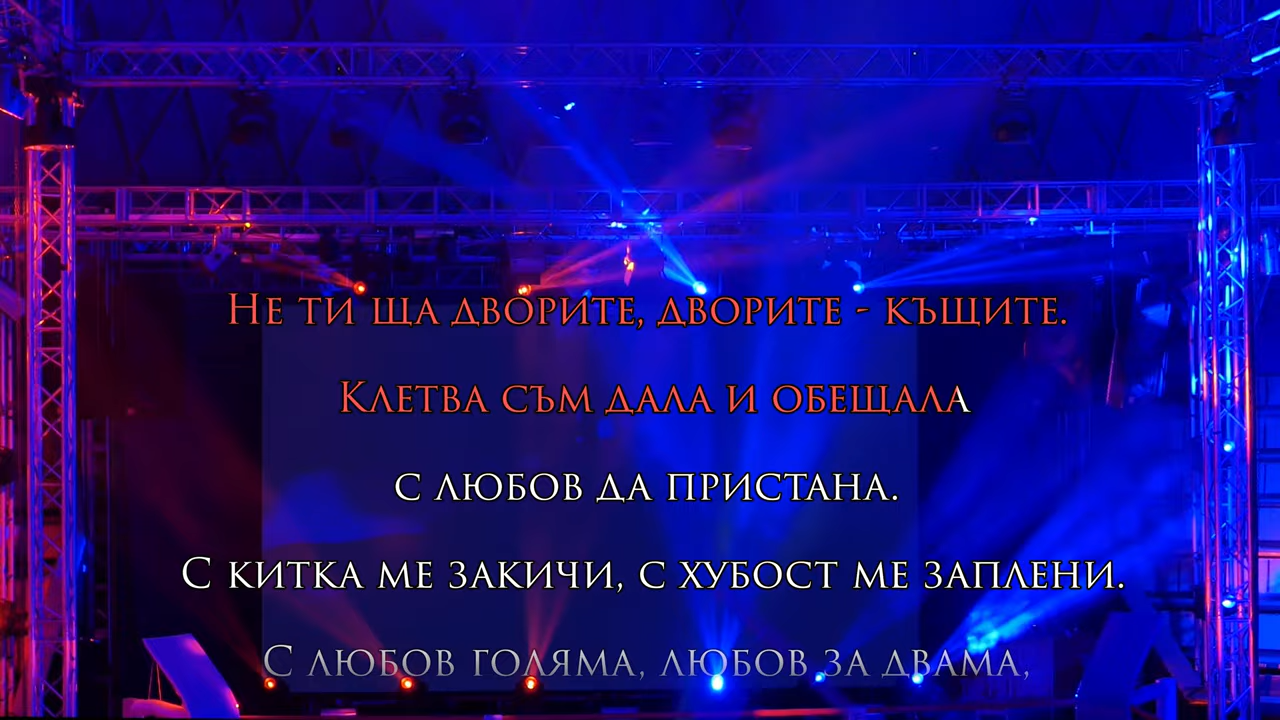 Не ти ща дворите, дворите - къщите.
Клетва съм дала и обещала
с любов да пристана.
С китка ме закичи, с хубост ме заплени.
С любов голяма, любов за двама,